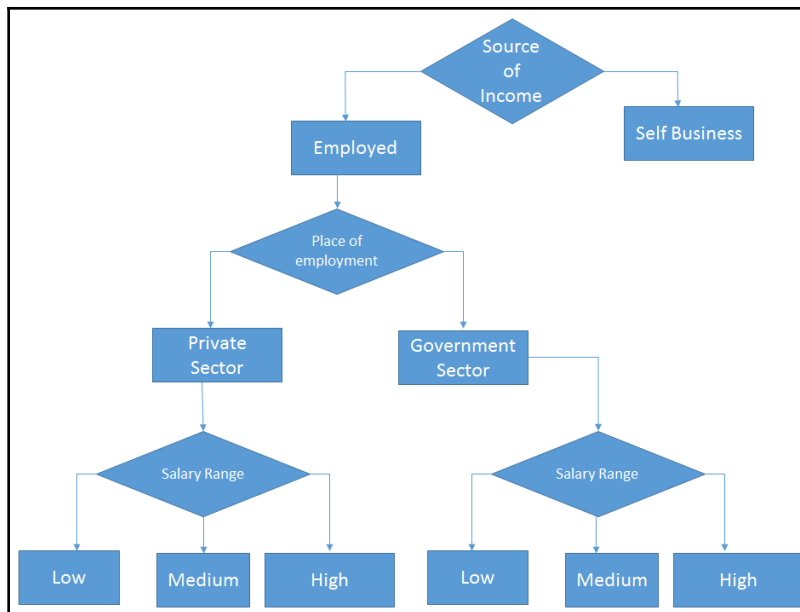 Source
of
Income
Employed
Self Business
Place of
employment
Private
Sector
Government
Sector
Salary Range
Salary Range
Low
Medium
High
Low
Medium
High